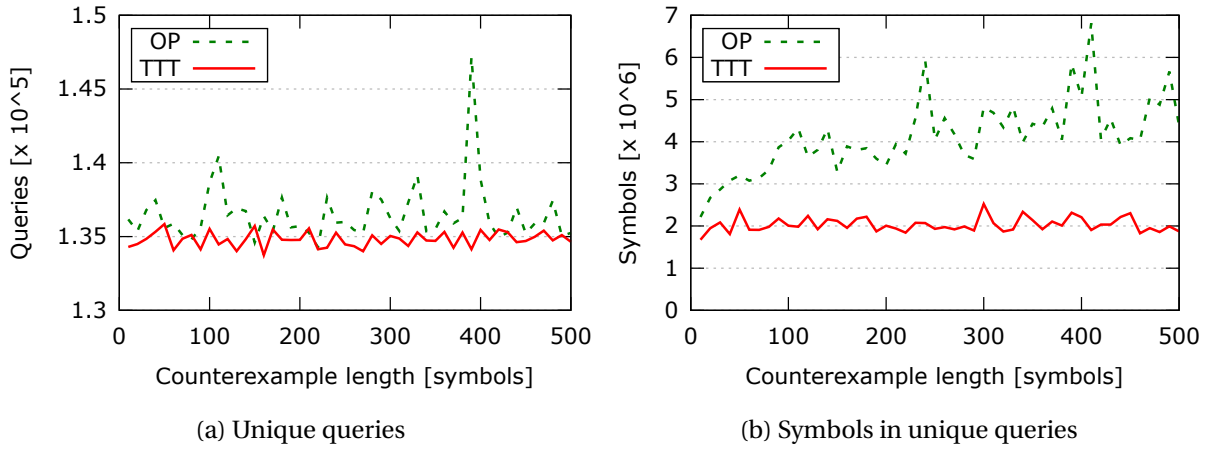 1.5
1.45
1.4
1.35
1.3
Queries [x 10^5]
OP
TTT
0 100 200 300 400 500
Counterexample length [symbols]
(a) Unique queries
7
6
5
4
3
2
1
0
Symbols [x 10^6]
OP
TTT
0 100 200 300 400 500
Counterexample length [symbols]
(b) Symbols in unique queries